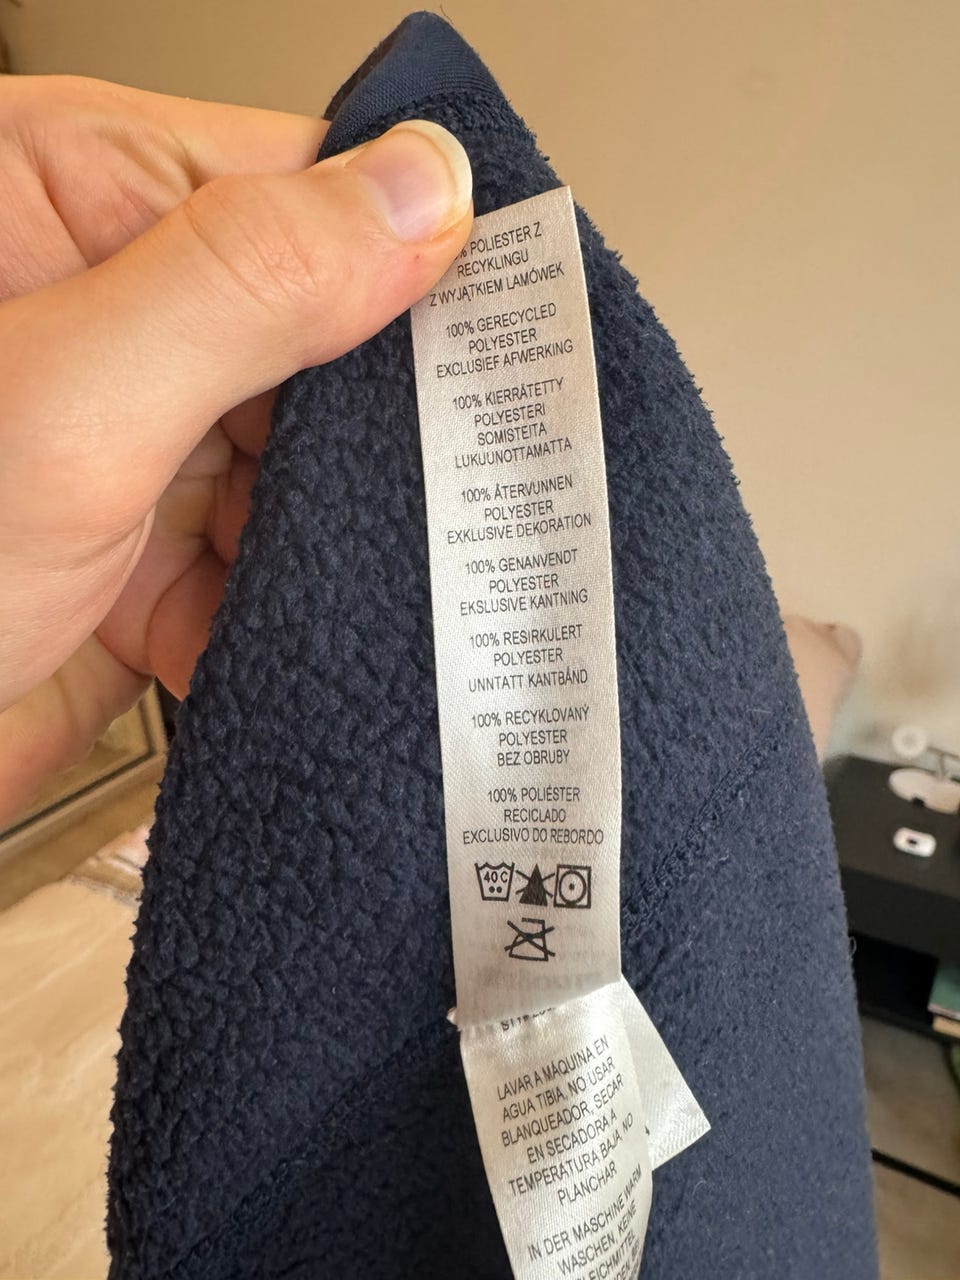 % POLIESTER Z
RECYKLINGU
Z WYJĄTKIEM LAMÓWEK
100% GERECYCLED
POLYESTER
EXCLUSIEF AFWERKING
100% KIERRÄTETTY
POLYESTERI
SOMISTEITA
LUKUUNOTTAMATTA
100% ÅTERVUNNEN
POLYESTER
EXKLUSIVE DEKORATION
100% GENANVENDT
POLYESTER
EKSLUSIVE KANTNING
100% RESIRKULERT
POLYESTER
UNNTATT KANTBÅND
100% RECYKLOVANÝ
POLYESTER
BEZ OBRUBY
100% POLIÉSTER
RECICLADO
EXCLUSIVO DO REBORDO
40C
LAVAR A MÁQUINA EN
AGUA TIBIA, NO USAR
BLANQUEADOR, SECAR
EN SECADORA A
TEMPERATURA BAJA, NO
PLANCHAR
IN DER MASCHINE WARM
WASCHEN, KEINE